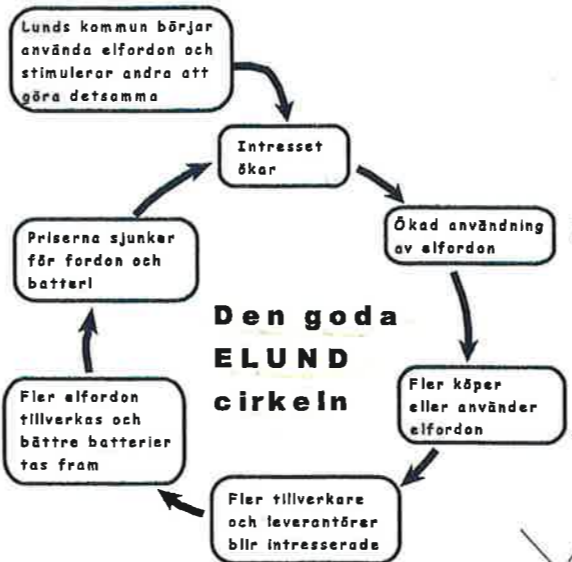 Lunds kommun börjar
använda elfordon och
stimulerar andra att
göra detsamma
Intresset
ökar
Ökad användning
av elfordon
Fler köper
eller använder
elfordon
Fler tillverkare
och leverantörer
blir intresserade
Fler elfordon
tillverkas och
bättre batterier
tas fram
Priserna sjunker
för fordon och
batteri
Den goda
ELUND
cirkeln